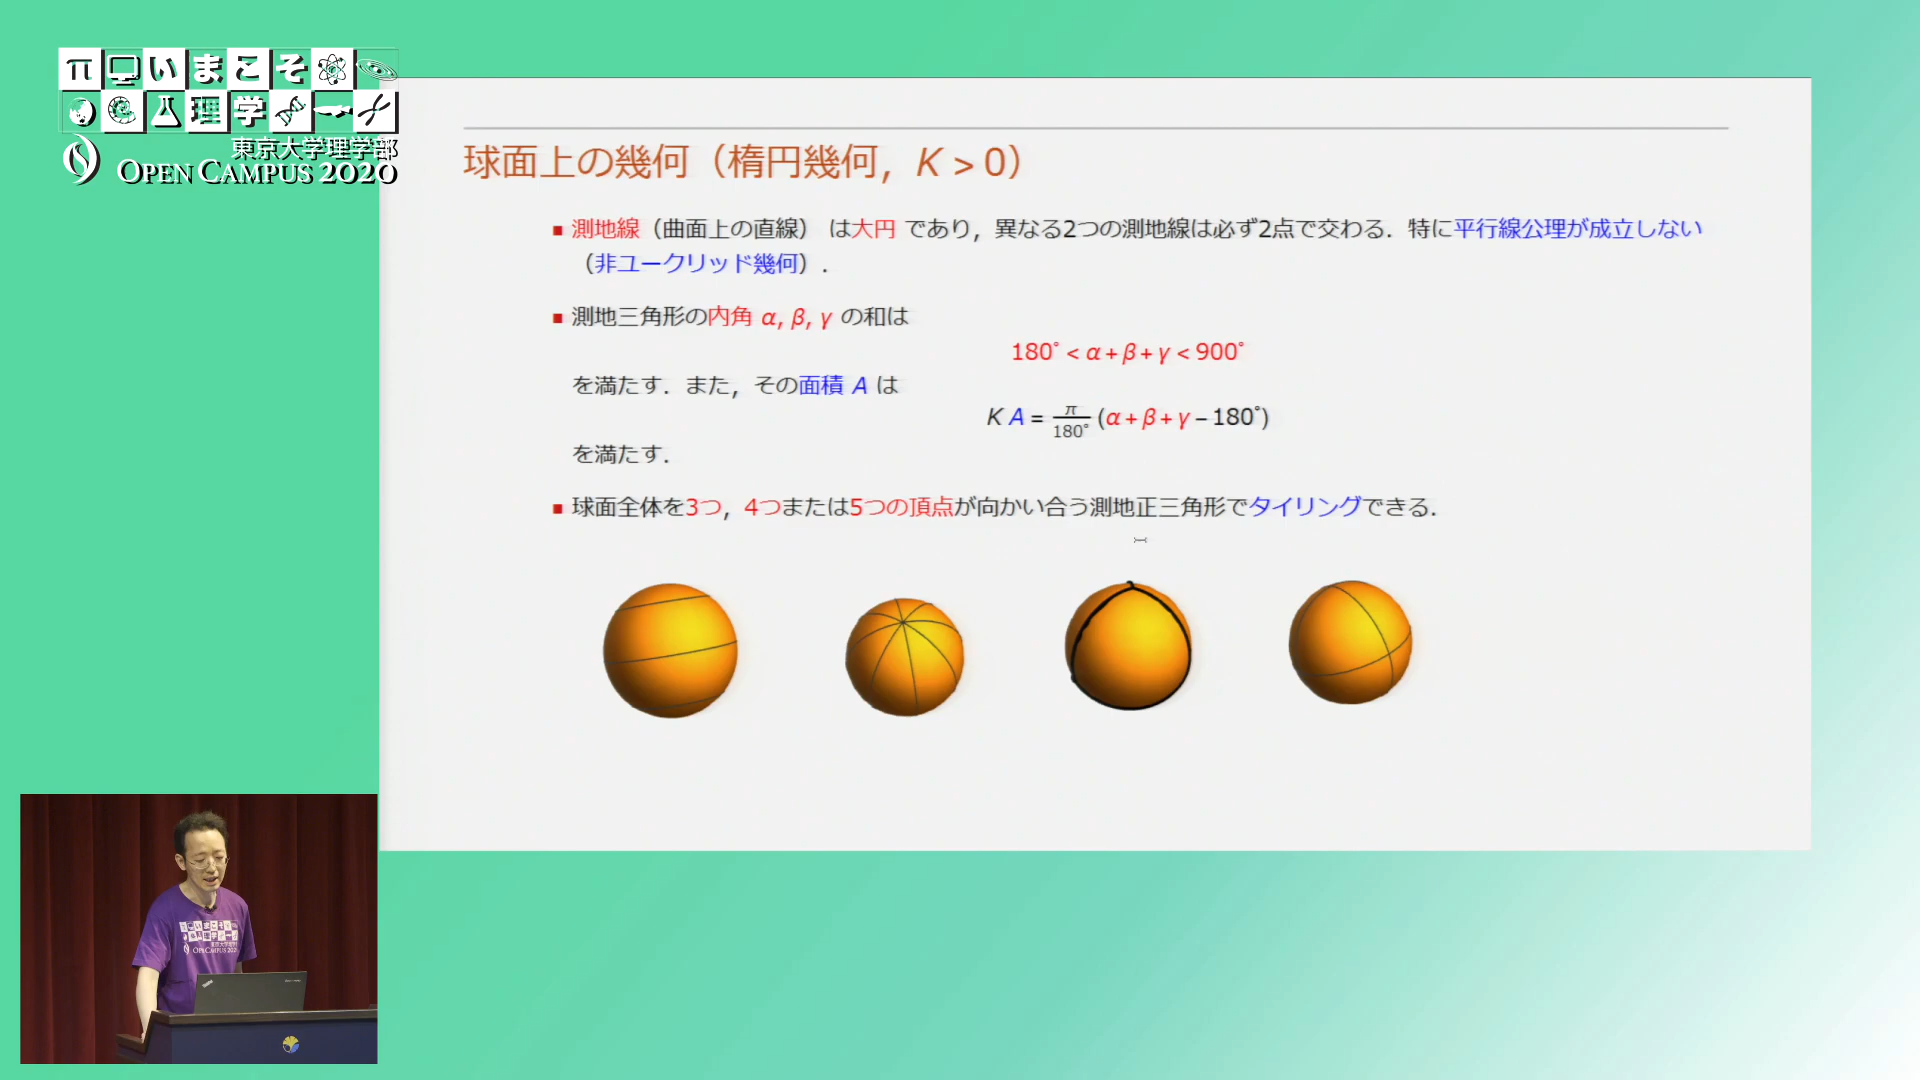 πいまこそ
理学
東京大学理学部
OPEN CAMPUS 2020
球面上の幾何（楕円幾何，K > 0）
測地線（曲面上の直線） は大円 であり，異なる2つの測地線は必ず2点で交わる．特に平行線公理が成立しない
（非ユークリッド幾何）．
測地三角形の内角 α, β, γ の和は
180° < α + β + γ < 900°
を満たす．また，その面積 A は
K A = π/180° (α + β + γ − 180°)
を満たす．
球面全体を3つ，4つまたは5つの頂点が向かい合う測地正三角形でタイリングできる．